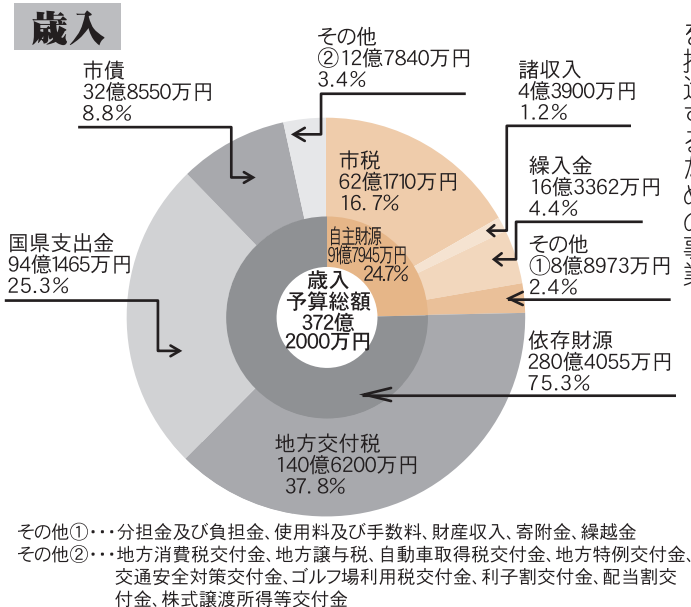 歳入
その他
②12億7840万円
3.4%
市債
32億8550万円
8.8%
諸収入
4億3900万円
1.2%
市税
62億1710万円
16.7%
繰入金
16億3362万円
4.4%
国県支出金
94億1465万円
25.3%
自主財源
91億7945万円
24.7%
その他
①8億8973万円
2.4%
歳入
予算総額
372億
2000万円
依存財源
280億4055万円
75.3%
地方交付税
140億6200万円
37.8%
その他①・・・分担金及び負担金、使用料及び手数料、財産収入、寄附金、繰越金
その他②・・・地方消費税交付金、地方譲与税、自動車取得税交付金、地方特例交付金、
交通安全対策交付金、ゴルフ場利用税交付金、利子割交付金、配当割交
付金、株式譲渡所得等交付金